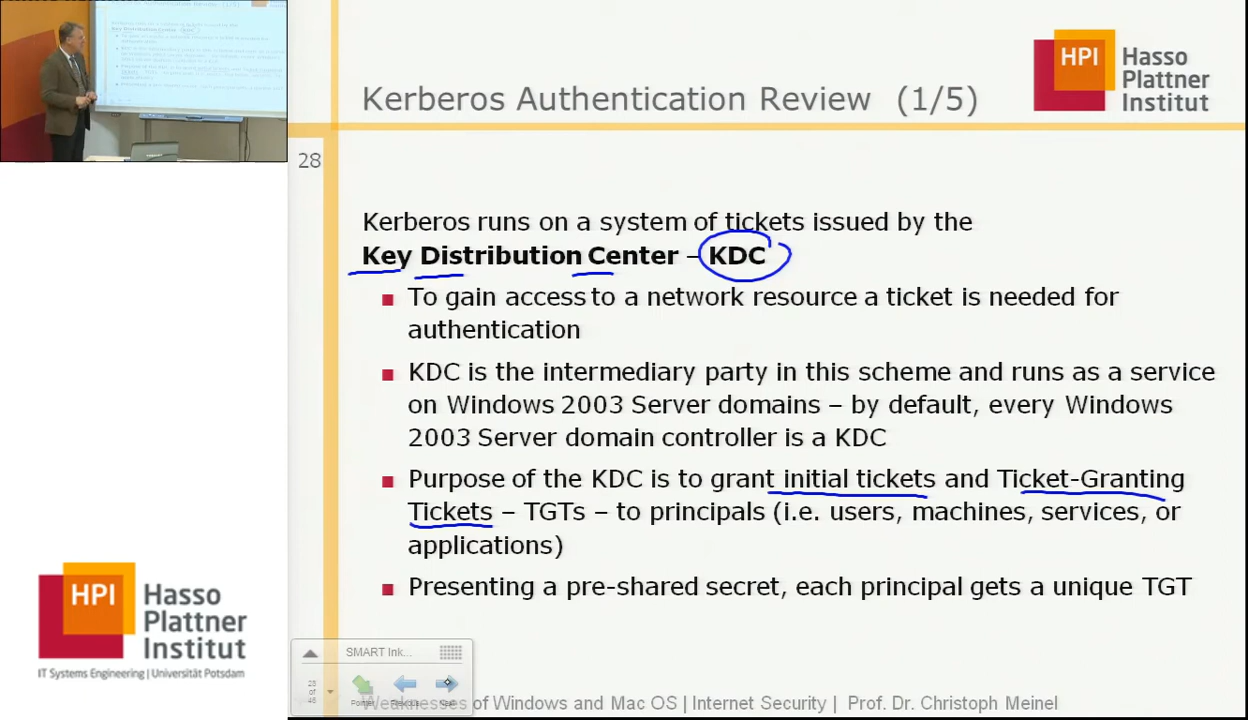 Kerberos Authentication Review (1/5)
HPI Hasso
Plattner
Institut
28
Kerberos runs on a system of tickets issued by the
Key Distribution Center – KDC
To gain access to a network resource a ticket is needed for
authentication
KDC is the intermediary party in this scheme and runs as a service
on Windows 2003 Server domains – by default, every Windows
2003 Server domain controller is a KDC
Purpose of the KDC is to grant initial tickets and Ticket-Granting
Tickets – TGTs – to principals (i.e. users, machines, services, or
applications)
Presenting a pre-shared secret, each principal gets a unique TGT
HPI Hasso
Plattner
Institut
IT Systems Engineering | Universität Potsdam
SMART Ink...
Weaknesses of Windows and Mac OS | Internet Security | Prof. Dr. Christoph Meinel